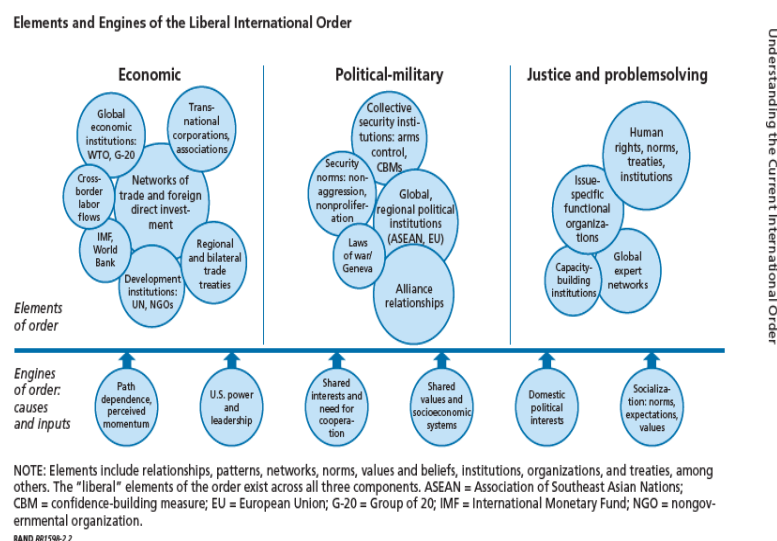 Elements and Engines of the Liberal International Order
Economic
Global
economic
institutions:
WTO, G-20
Trans-
national
corporations,
associations
Cross-
border
labor
flows
Networks of
trade and foreign
direct invest-
ment
IMF,
World
Bank
Regional
and bilateral
trade
treaties
Development
institutions:
UN, NGOs
Political-military
Collective
security insti-
tutions: arms
control,
CBMs
Security
norms: non-
aggression,
nonprolifer-
ation
Global,
regional political
institutions
(ASEAN, EU)
Laws
of war/
Geneva
Alliance
relationships
Justice and problemsolving
Human
rights, norms,
treaties,
institutions
Issue-
specific
functional
organiza-
tions
Global
expert
networks
Capacity-
building
institutions
Elements
of order
Engines
of order:
causes
and inputs
Path
dependence,
perceived
momentum
U.S. power
and
leadership
Shared
interests and
need for
coopera-
tion
Shared
values and
socioeconomic
systems
Domestic
political
interests
Socializa-
tion: norms,
expectations,
values
NOTE: Elements include relationships, patterns, networks, norms, values and beliefs, institutions, organizations, and treaties, among
others. The "liberal" elements of the order exist across all three components. ASEAN = Association of Southeast Asian Nations;
CBM = confidence-building measure; EU = European Union; G-20 = Group of 20; IMF = International Monetary Fund; NGO = nongov-
ernmental organization.
RAND RR1598-2.2
Understanding the Current International Order